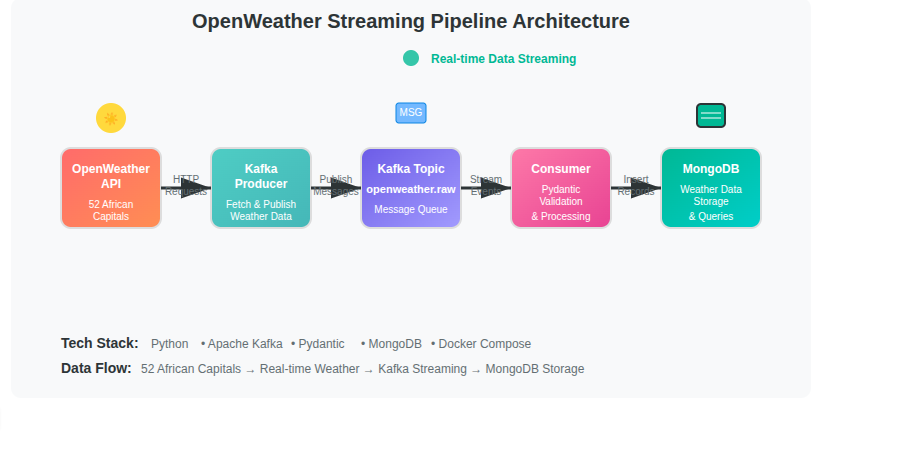 OpenWeather Streaming Pipeline Architecture
Real-time Data Streaming
MSG
OpenWeather
API
52 African
Capitals
HTTP
Requests
Kafka
Producer
Fetch & Publish
Weather Data
Publish
Messages
Kafka Topic
openweather.raw
Message Queue
Stream
Events
Consumer
Pydantic
Validation
& Processing
Insert
Records
MongoDB
Weather Data
Storage
& Queries
Tech Stack: Python • Apache Kafka • Pydantic • MongoDB • Docker Compose
Data Flow: 52 African Capitals → Real-time Weather → Kafka Streaming → MongoDB Storage